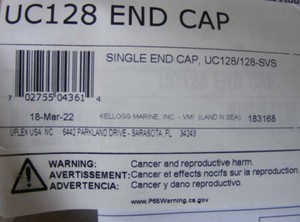 UC128 END CAP
SINGLE END CAP, UC128/128-SVS
7 02755 04361 4
18-Mar-22 KELLOGG MARINE, INC - VMI (LAND N SEA) 183168
UFLEX USA INC. 6442 PARKLAND DRIVE - SARASOTA, FL 34243
WARNING: Cancer and reproductive harm.
AVERTISSEMENT: Cancer et effets nocifs sur la reproduction.
ADVERTENCIA: Cancer y dano reproductivo.
www.P65Warning.ca.gov